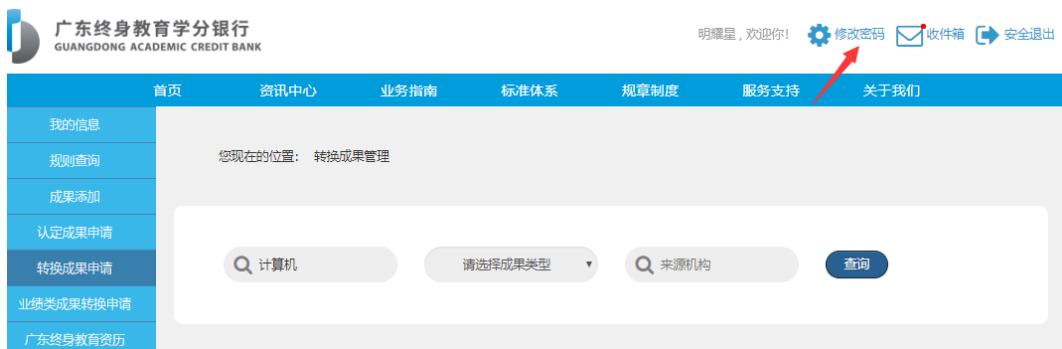 广东终身教育学分银行
GUANGDONG ACADEMIC CREDIT BANK
明耀星，欢迎你! 修改密码 收件箱 安全退出
首页 资讯中心 业务指南 标准体系 规章制度 服务支持 关于我们
我的信息
规则查询
成果添加
认定成果申请
转换成果申请
业绩类成果转换申请
广东终身教育资历
您现在的位置： 转换成果管理
计算机 请选择成果类型 来源机构 查询